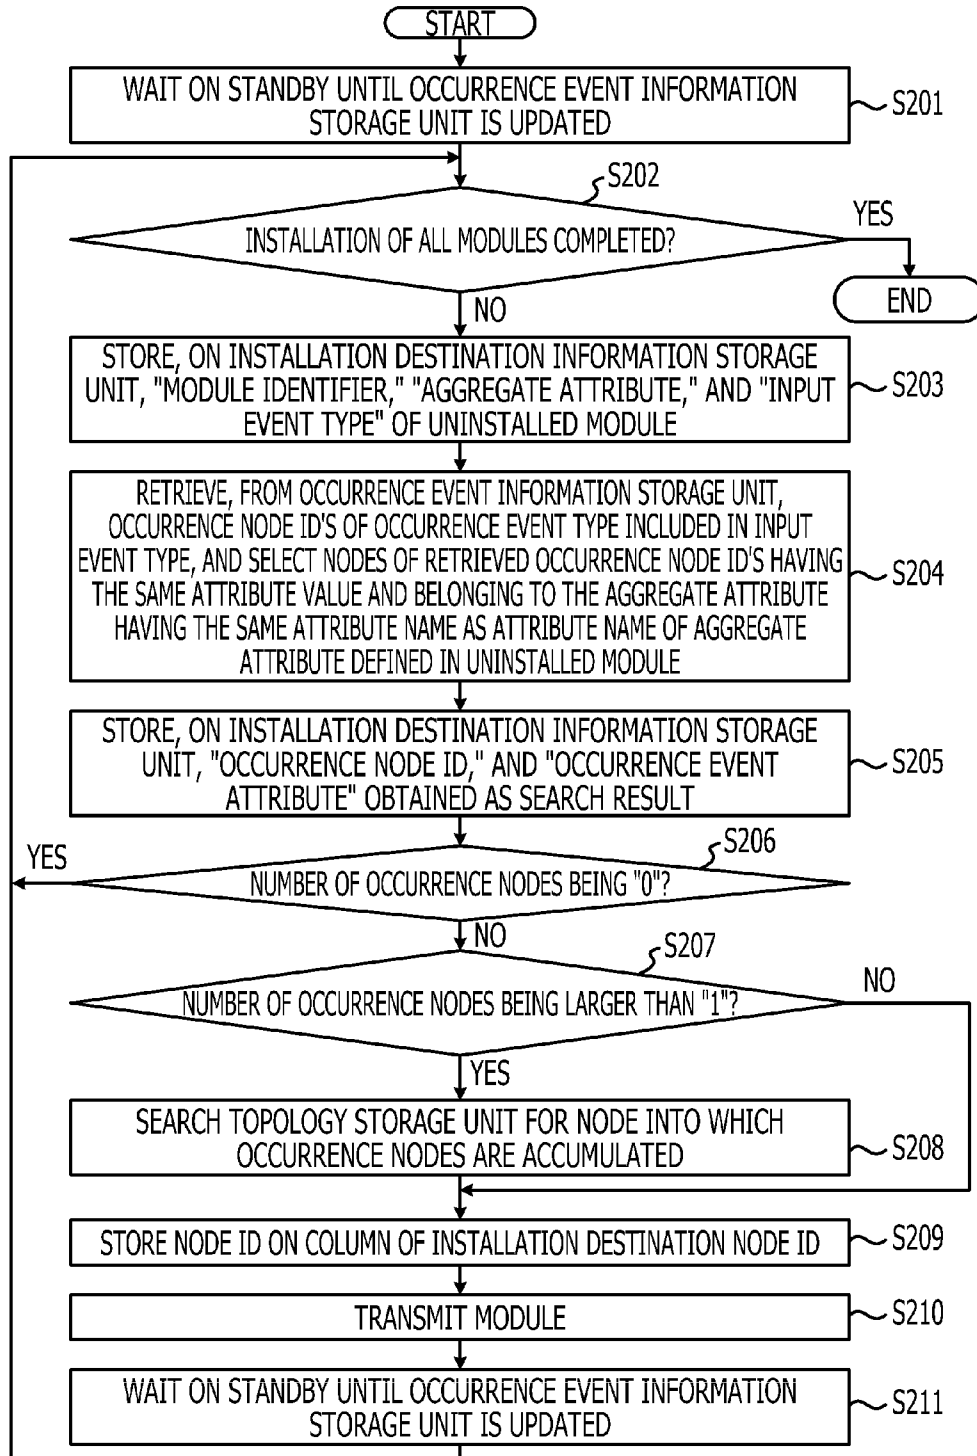 START
WAIT ON STANDBY UNTIL OCCURRENCE EVENT INFORMATION
STORAGE UNIT IS UPDATED
S201
S202
INSTALLATION OF ALL MODULES COMPLETED?
YES
END
NO
STORE, ON INSTALLATION DESTINATION INFORMATION STORAGE
UNIT, "MODULE IDENTIFIER," "AGGREGATE ATTRIBUTE," AND "INPUT
EVENT TYPE" OF UNINSTALLED MODULE
S203
RETRIEVE, FROM OCCURRENCE EVENT INFORMATION STORAGE UNIT,
OCCURRENCE NODE ID'S OF OCCURRENCE EVENT TYPE INCLUDED IN INPUT
EVENT TYPE, AND SELECT NODES OF RETRIEVED OCCURRENCE NODE ID'S HAVING
THE SAME ATTRIBUTE VALUE AND BELONGING TO THE AGGREGATE ATTRIBUTE
HAVING THE SAME ATTRIBUTE NAME AS ATTRIBUTE NAME OF AGGREGATE
ATTRIBUTE DEFINED IN UNINSTALLED MODULE
S204
STORE, ON INSTALLATION DESTINATION INFORMATION STORAGE
UNIT, "OCCURRENCE NODE ID," AND "OCCURRENCE EVENT
ATTRIBUTE" OBTAINED AS SEARCH RESULT
S205
S206
YES
NUMBER OF OCCURRENCE NODES BEING "0"?
NO
S207
NUMBER OF OCCURRENCE NODES BEING LARGER THAN "1"?
NO
YES
SEARCH TOPOLOGY STORAGE UNIT FOR NODE INTO WHICH
OCCURRENCE NODES ARE ACCUMULATED
S208
STORE NODE ID ON COLUMN OF INSTALLATION DESTINATION NODE ID
S209
TRANSMIT MODULE
S210
WAIT ON STANDBY UNTIL OCCURRENCE EVENT INFORMATION
STORAGE UNIT IS UPDATED
S211